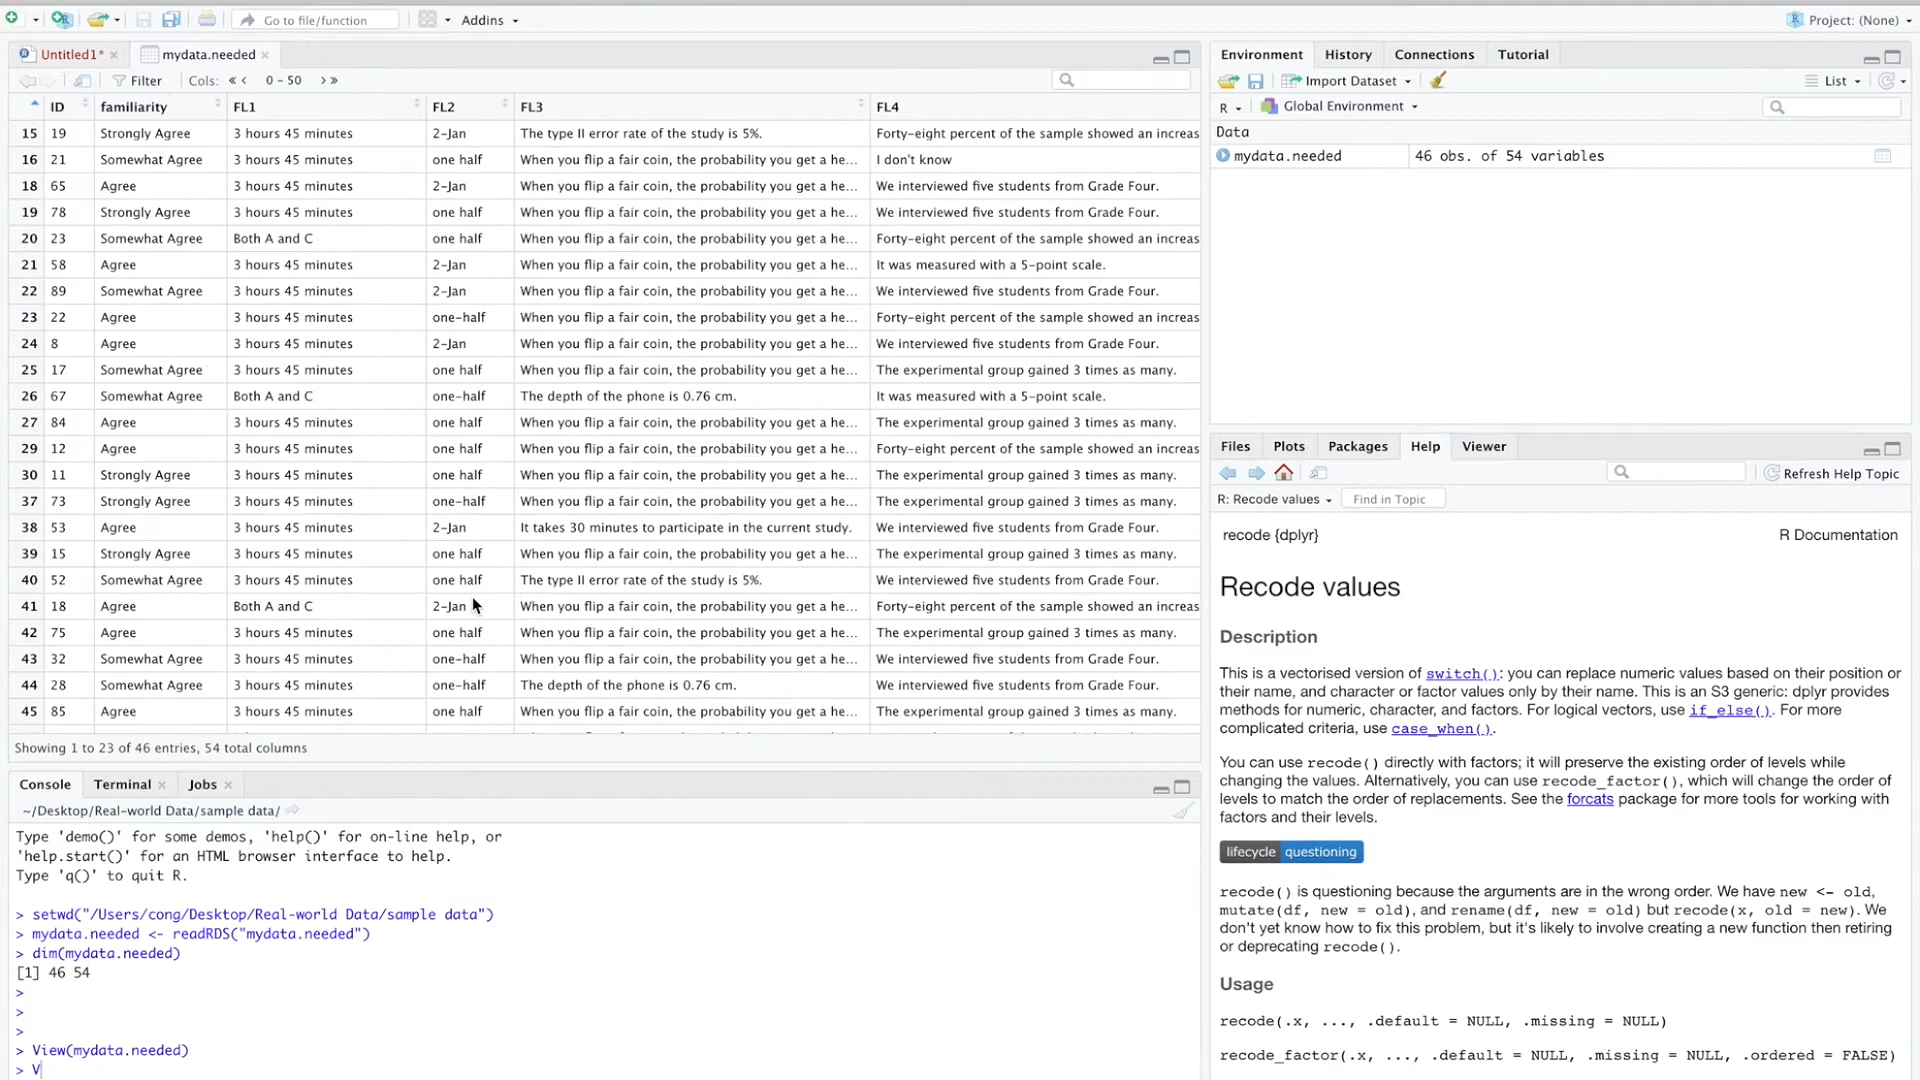 Go to file/function
Addins
Project: (None)
Untitled1*
mydata.needed
Filter
Cols:
0 - 50
ID familiarity FL1 FL2 FL3 FL4
15 19 Strongly Agree 3 hours 45 minutes 2-Jan The type II error rate of the study is 5%. Forty-eight percent of the sample showed an increas
16 21 Somewhat Agree 3 hours 45 minutes one half When you flip a fair coin, the probability you get a he... I don't know
18 65 Agree 3 hours 45 minutes 2-Jan When you flip a fair coin, the probability you get a he... We interviewed five students from Grade Four.
19 78 Strongly Agree 3 hours 45 minutes one half When you flip a fair coin, the probability you get a he... We interviewed five students from Grade Four.
20 23 Somewhat Agree Both A and C one half When you flip a fair coin, the probability you get a he... Forty-eight percent of the sample showed an increas
21 58 Agree 3 hours 45 minutes 2-Jan When you flip a fair coin, the probability you get a he... It was measured with a 5-point scale.
22 89 Somewhat Agree 3 hours 45 minutes 2-Jan When you flip a fair coin, the probability you get a he... We interviewed five students from Grade Four.
23 22 Agree 3 hours 45 minutes one-half When you flip a fair coin, the probability you get a he... Forty-eight percent of the sample showed an increas
24 8 Agree 3 hours 45 minutes 2-Jan When you flip a fair coin, the probability you get a he... We interviewed five students from Grade Four.
25 17 Somewhat Agree 3 hours 45 minutes one half When you flip a fair coin, the probability you get a he... The experimental group gained 3 times as many.
26 67 Somewhat Agree Both A and C one-half The depth of the phone is 0.76 cm. It was measured with a 5-point scale.
27 84 Agree 3 hours 45 minutes one half When you flip a fair coin, the probability you get a he... The experimental group gained 3 times as many.
29 12 Agree 3 hours 45 minutes one half When you flip a fair coin, the probability you get a he... Forty-eight percent of the sample showed an increas
30 11 Strongly Agree 3 hours 45 minutes one half When you flip a fair coin, the probability you get a he... The experimental group gained 3 times as many.
37 73 Strongly Agree 3 hours 45 minutes one-half When you flip a fair coin, the probability you get a he... The experimental group gained 3 times as many.
38 53 Agree 3 hours 45 minutes 2-Jan It takes 30 minutes to participate in the current study. We interviewed five students from Grade Four.
39 15 Strongly Agree 3 hours 45 minutes one half When you flip a fair coin, the probability you get a he... The experimental group gained 3 times as many.
40 52 Somewhat Agree 3 hours 45 minutes one half The type II error rate of the study is 5%. We interviewed five students from Grade Four.
41 18 Agree Both A and C 2-Jan When you flip a fair coin, the probability you get a he... Forty-eight percent of the sample showed an increas
42 75 Agree 3 hours 45 minutes one half When you flip a fair coin, the probability you get a he... The experimental group gained 3 times as many.
43 32 Somewhat Agree 3 hours 45 minutes one-half When you flip a fair coin, the probability you get a he... We interviewed five students from Grade Four.
44 28 Somewhat Agree 3 hours 45 minutes one-half The depth of the phone is 0.76 cm. We interviewed five students from Grade Four.
45 85 Agree 3 hours 45 minutes one half When you flip a fair coin, the probability you get a he... The experimental group gained 3 times as many.
Showing 1 to 23 of 46 entries, 54 total columns
Console Terminal Jobs
~/Desktop/Real-world Data/sample data/
Type 'demo()' for some demos, 'help()' for on-line help, or
'help.start()' for an HTML browser interface to help.
Type 'q()' to quit R.
> setwd("/Users/cong/Desktop/Real-world Data/sample data")
> mydata.needed <- readRDS("mydata.needed")
> dim(mydata.needed)
[1] 46 54
>
>
>
> View(mydata.needed)
> V
Environment History Connections Tutorial
Import Dataset
List
R Global Environment
Data
mydata.needed 46 obs. of 54 variables
Files Plots Packages Help Viewer
Refresh Help Topic
R: Recode values Find in Topic
recode {dplyr} R Documentation
Recode values
Description
This is a vectorised version of switch(): you can replace numeric values based on their position or
their name, and character or factor values only by their name. This is an S3 generic: dplyr provides
methods for numeric, character, and factors. For logical vectors, use if_else(). For more
complicated criteria, use case_when().
You can use recode() directly with factors; it will preserve the existing order of levels while
changing the values. Alternatively, you can use recode_factor(), which will change the order of
levels to match the order of replacements. See the forcats package for more tools for working with
factors and their levels.
lifecycle questioning
recode() is questioning because the arguments are in the wrong order. We have new <- old,
mutate(df, new = old), and rename(df, new = old) but recode(x, old = new). We
don't yet know how to fix this problem, but it's likely to involve creating a new function then retiring
or deprecating recode().
Usage
recode(.x, ..., .default = NULL, .missing = NULL)
recode_factor(.x, ..., .default = NULL, .missing = NULL, .ordered = FALSE)